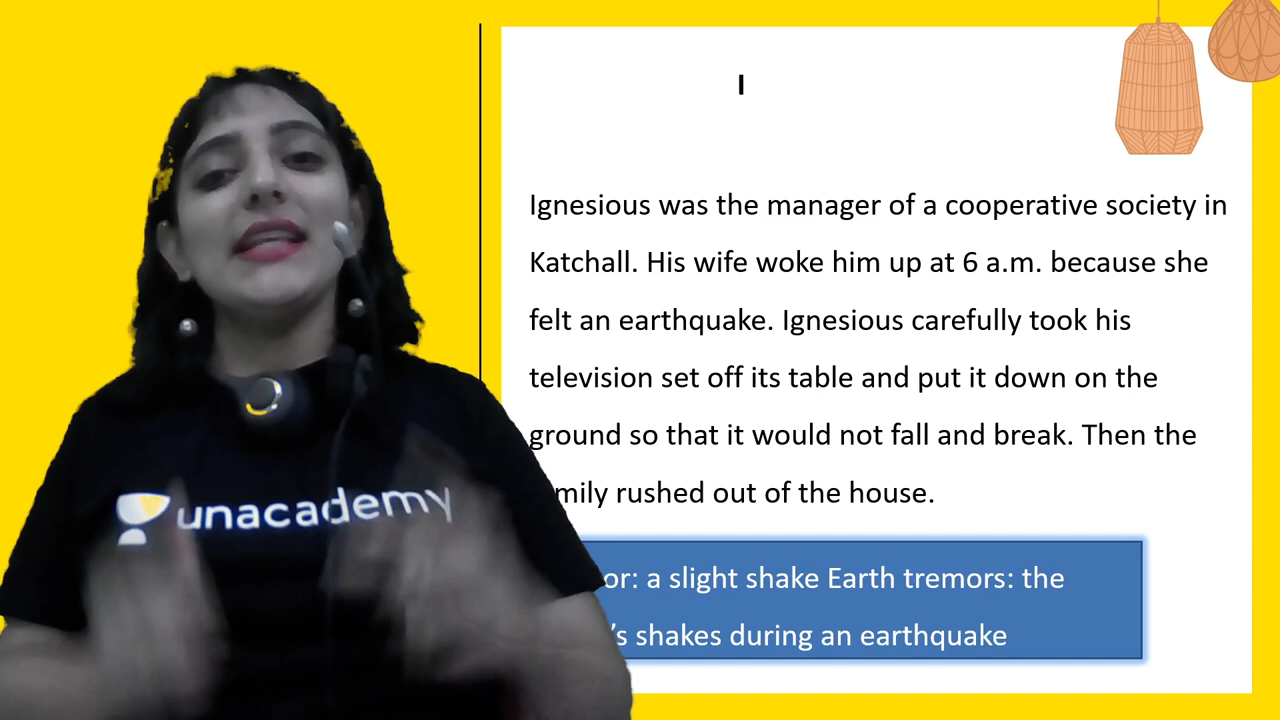 I
Ignesious was the manager of a cooperative society in
Katchall. His wife woke him up at 6 a.m. because she
felt an earthquake. Ignesious carefully took his
television set off its table and put it down on the
ground so that it would not fall and break. Then the
mily rushed out of the house.
unacademy
or: a slight shake Earth tremors: the
's shakes during an earthquake